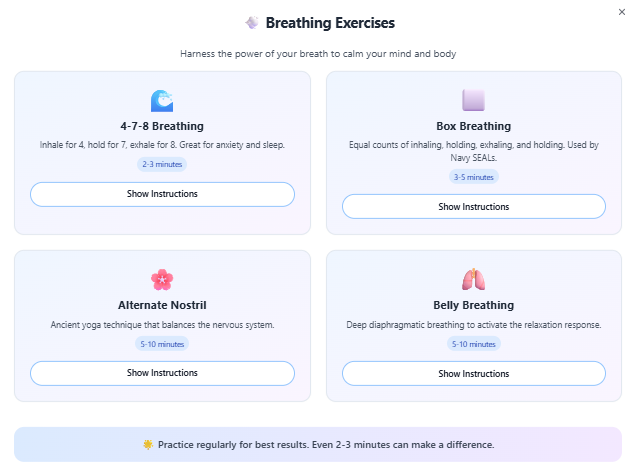 Breathing Exercises
Harness the power of your breath to calm your mind and body
4-7-8 Breathing
Inhale for 4, hold for 7, exhale for 8. Great for anxiety and sleep.
2-3 minutes
Show Instructions
Box Breathing
Equal counts of inhaling, holding, exhaling, and holding. Used by
Navy SEALs.
3-5 minutes
Show Instructions
Alternate Nostril
Ancient yoga technique that balances the nervous system.
5-10 minutes
Show Instructions
Belly Breathing
Deep diaphragmatic breathing to activate the relaxation response.
5-10 minutes
Show Instructions
Practice regularly for best results. Even 2-3 minutes can make a difference.